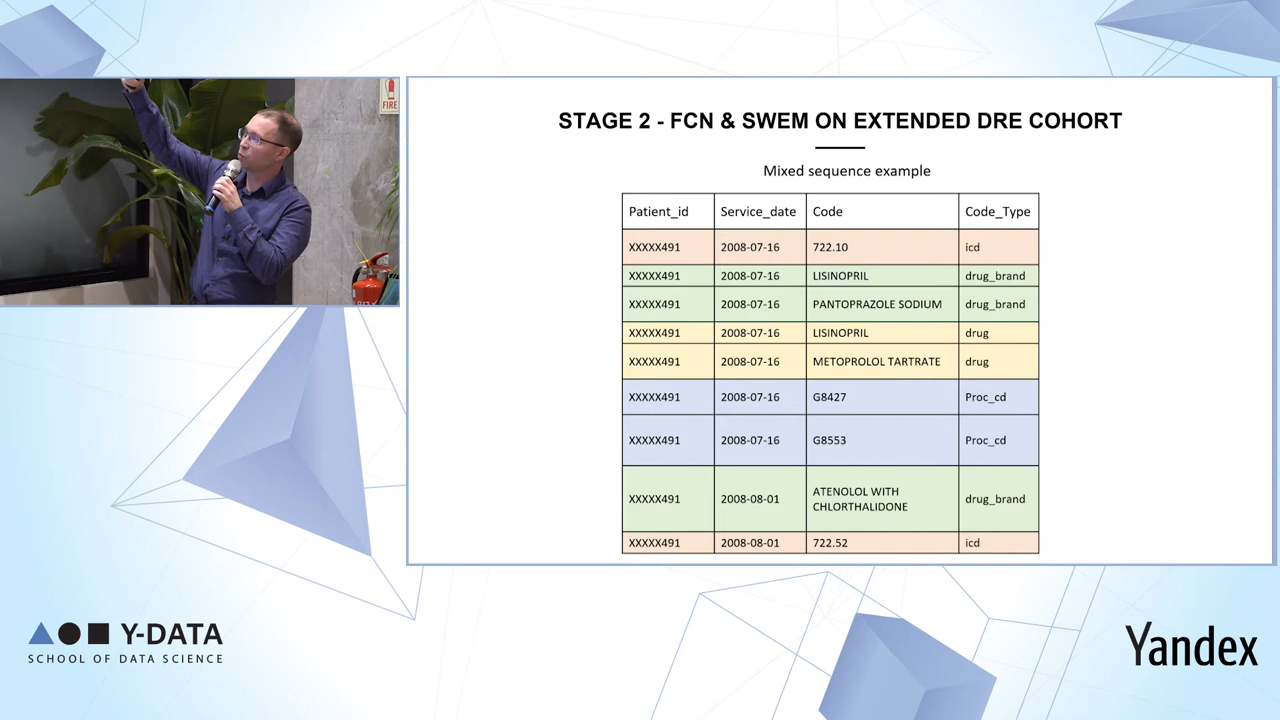 FIRE
STAGE 2 - FCN & SWEM ON EXTENDED DRE COHORT
Mixed sequence example
Patient_id Service_date Code Code_Type
XXXXX491 2008-07-16 722.10 icd
XXXXX491 2008-07-16 LISINOPRIL drug_brand
XXXXX491 2008-07-16 PANTOPRAZOLE SODIUM drug_brand
XXXXX491 2008-07-16 LISINOPRIL drug
XXXXX491 2008-07-16 METOPROLOL TARTRATE drug
XXXXX491 2008-07-16 G8427 Proc_cd
XXXXX491 2008-07-16 G8553 Proc_cd
XXXXX491 2008-08-01 ATENOLOL WITH
CHLORTHALIDONE drug_brand
XXXXX491 2008-08-01 722.52 icd
Y-DATA
SCHOOL OF DATA SCIENCE
Yandex